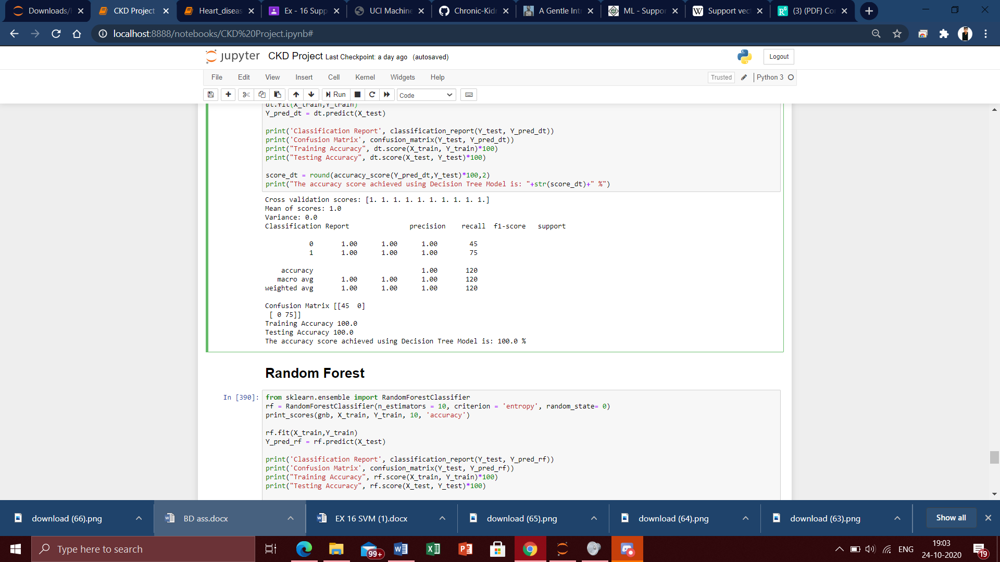 Downloads/
CKD Project
Heart_diseas
Ex - 16 Supp
UCI Machine
Chronic-Kidn
A Gentle Int
ML - Suppor
Support vect
(3) (PDF) Co
localhost:8888/notebooks/CKD%20Project.ipynb#
jupyter CKD Project Last Checkpoint: a day ago (autosaved)
Logout
File Edit View Insert Cell Kernel Widgets Help
Trusted Python 3
Run Code
dt.fit(X_train,Y_train)
Y_pred_dt = dt.predict(X_test)
print('Classification Report', classification_report(Y_test, Y_pred_dt))
print('Confusion Matrix', confusion_matrix(Y_test, Y_pred_dt))
print("Training Accuracy", dt.score(X_train, Y_train)*100)
print("Testing Accuracy", dt.score(X_test, Y_test)*100)
score_dt = round(accuracy_score(Y_pred_dt,Y_test)*100,2)
print("The accuracy score achieved using Decision Tree Model is: "+str(score_dt)+" %")
Cross validation scores: [1. 1. 1. 1. 1. 1. 1. 1. 1. 1.]
Mean of scores: 1.0
Variance: 0.0
Classification Report precision recall f1-score support
0 1.00 1.00 1.00 45
1 1.00 1.00 1.00 75
accuracy 1.00 120
macro avg 1.00 1.00 1.00 120
weighted avg 1.00 1.00 1.00 120
Confusion Matrix [[45 0]
[ 0 75]]
Training Accuracy 100.0
Testing Accuracy 100.0
The accuracy score achieved using Decision Tree Model is: 100.0 %
Random Forest
In [390]: from sklearn.ensemble import RandomForestClassifier
rf = RandomForestClassifier(n_estimators = 10, criterion = 'entropy', random_state= 0)
print_scores(gnb, X_train, Y_train, 10, 'accuracy')
rf.fit(X_train,Y_train)
Y_pred_rf = rf.predict(X_test)
print('Classification Report', classification_report(Y_test, Y_pred_rf))
print('Confusion Matrix', confusion_matrix(Y_test, Y_pred_rf))
print("Training Accuracy", rf.score(X_train, Y_train)*100)
print("Testing Accuracy", rf.score(X_test, Y_test)*100)
download (66).png
BD ass.docx
EX 16 SVM (1).docx
download (65).png
download (64).png
download (63).png
Show all
Type here to search
99+
ENG
19:03
24-10-2020
19